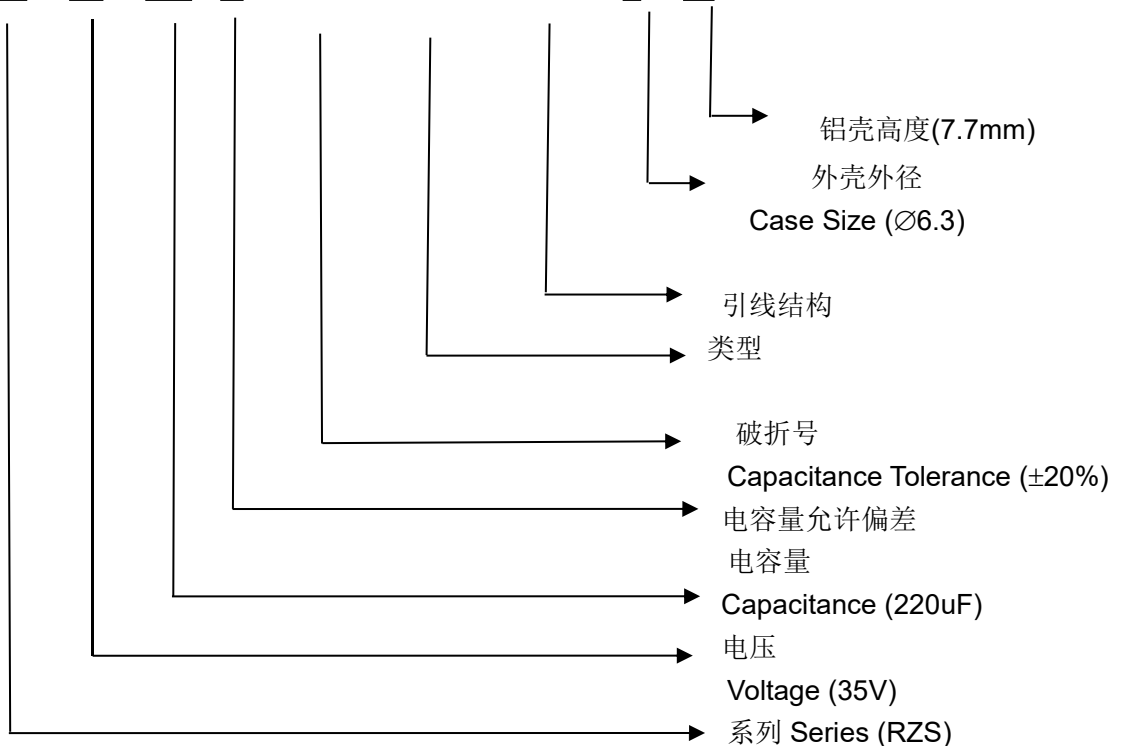 铝壳高度(7.7mm)
外壳外径
Case Size (∅6.3)
引线结构
类型
破折号
Capacitance Tolerance (±20%)
电容量允许偏差
电容量
Capacitance (220uF)
电压
Voltage (35V)
系列 Series (RZS)